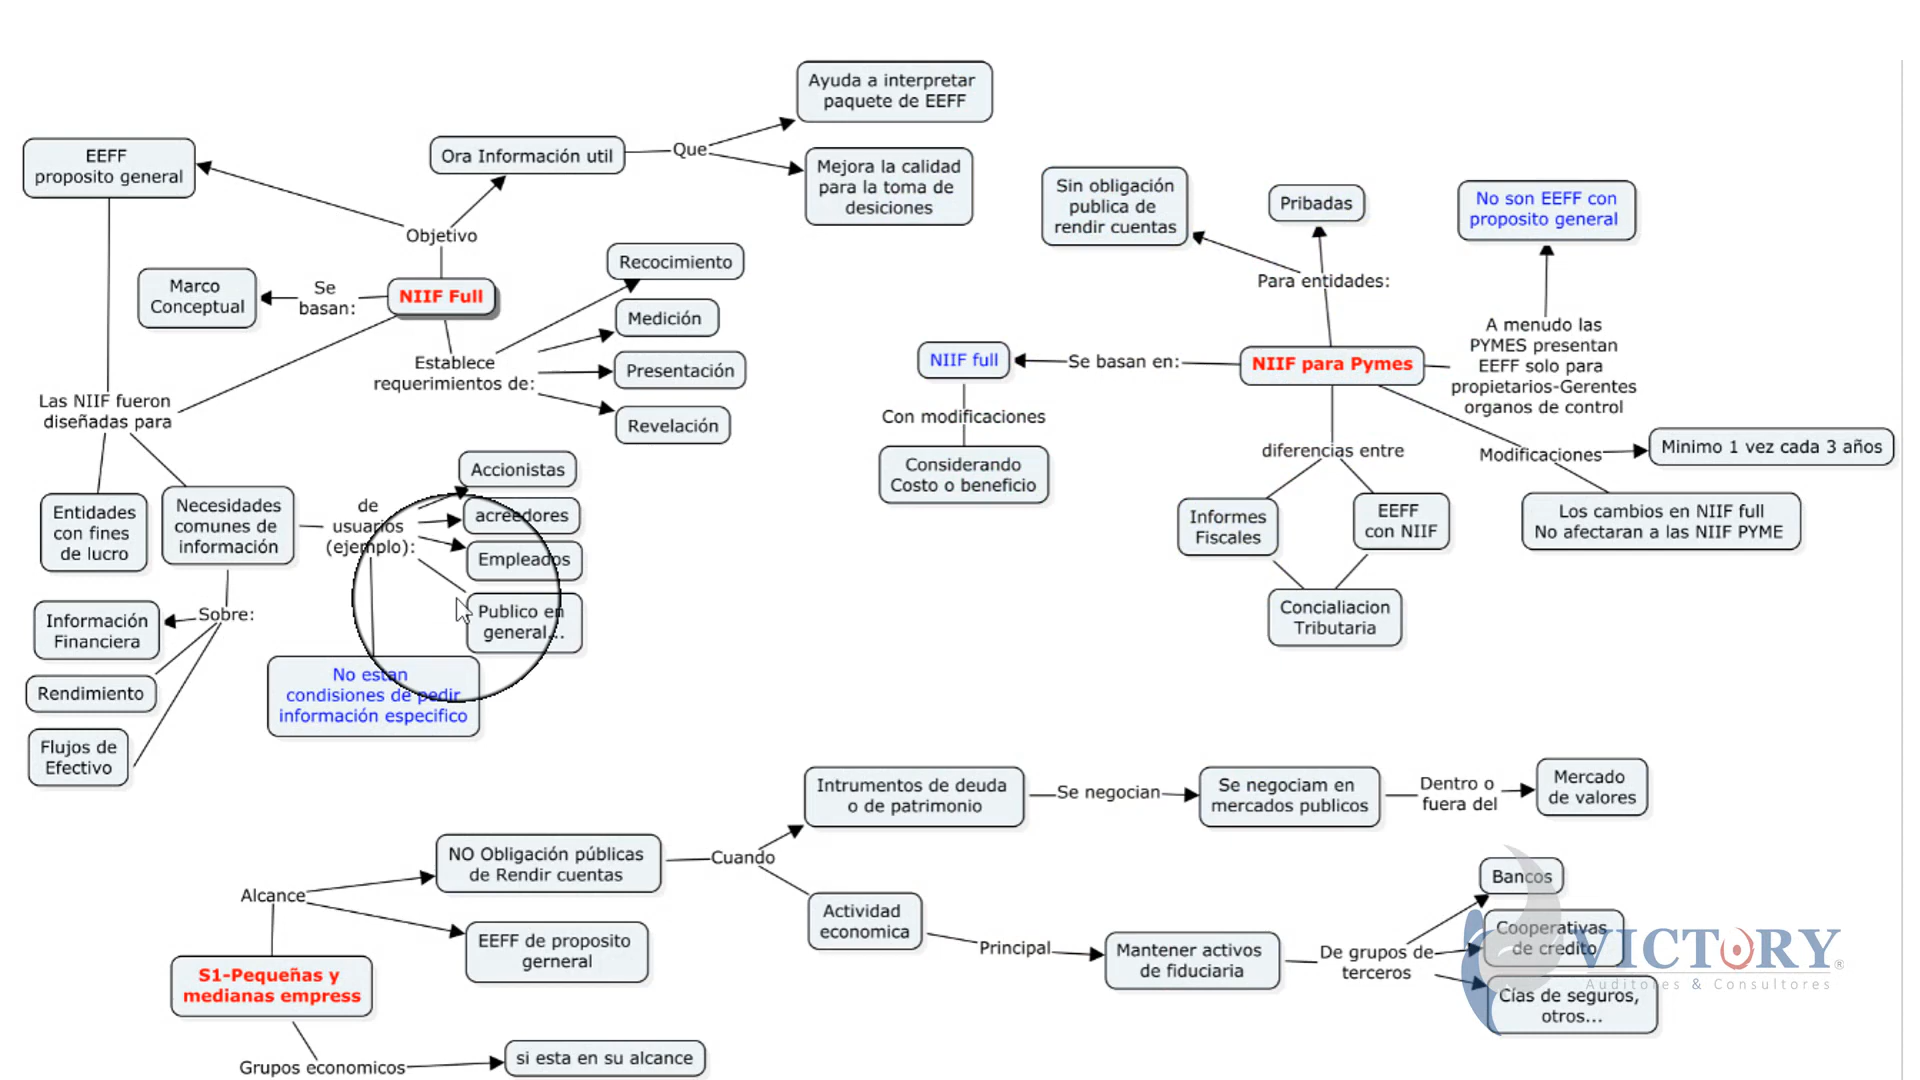 EEFF
proposito general
Ora Información util
Que
Ayuda a interpretar
paquete de EEFF
Mejora la calidad
para la toma de
desiciones
Objetivo
Marco
Conceptual
Se
basan:
NIIF Full
Recocimiento
Medición
Presentación
Revelación
Establece
requerimientos de:
Las NIIF fueron
diseñadas para
Entidades
con fines
de lucro
Necesidades
comunes de
información
de
usuarios
(ejemplo):
Accionistas
acreedores
Empleados
Publico en
general...
No estan
condisiones de pedir
información especifico
Sobre:
Información
Financiera
Rendimiento
Flujos de
Efectivo
Sin obligación
publica de
rendir cuentas
Pribadas
No son EEFF con
proposito general
Para entidades:
A menudo las
PYMES presentan
EEFF solo para
propietarios-Gerentes
organos de control
NIIF full
Se basan en:
NIIF para Pymes
Con modificaciones
Considerando
Costo o beneficio
diferencias entre
Informes
Fiscales
EEFF
con NIIF
Concialiacion
Tributaria
Modificaciones
Minimo 1 vez cada 3 años
Los cambios en NIIF full
No afectaran a las NIIF PYME
Intrumentos de deuda
o de patrimonio
Se negocian
Se negociam en
mercados publicos
Dentro o
fuera del
Mercado
de valores
NO Obligación públicas
de Rendir cuentas
Cuando
Alcance
EEFF de proposito
gerneral
Actividad
economica
Principal
Mantener activos
de fiduciaria
De grupos de
terceros
Bancos
Cooperativas
de credito
Cías de seguros,
otros...
S1-Pequeñas y
medianas empress
Grupos economicos
si esta en su alcance
VICTORY®
Auditores & Consultores